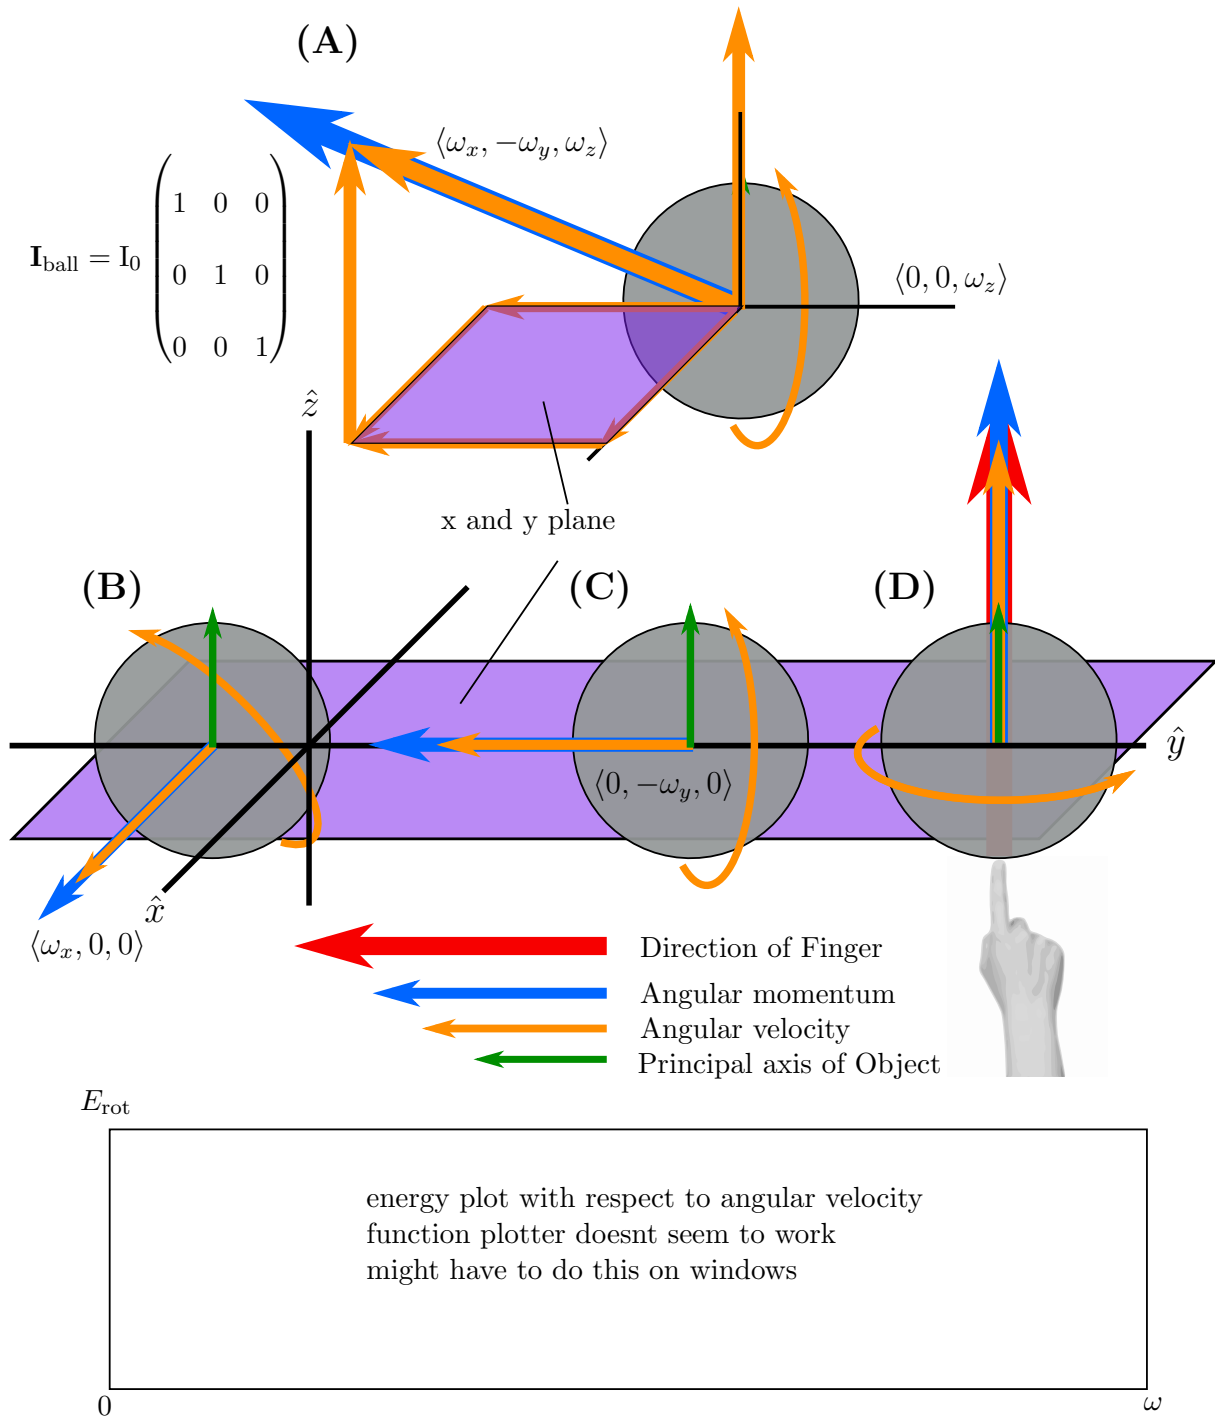 (A)
⟨ω_x, −ω_y, ω_z⟩
1 0 0
I_ball = I_0 0 1 0
0 0 1
⟨0, 0, ω_z⟩
ẑ
x and y plane
(B) (C) (D)
ŷ
⟨0, −ω_y, 0⟩
x̂
⟨ω_x, 0, 0⟩
Direction of Finger
Angular momentum
Angular velocity
Principal axis of Object
E_rot
energy plot with respect to angular velocity
function plotter doesnt seem to work
might have to do this on windows
0 ω